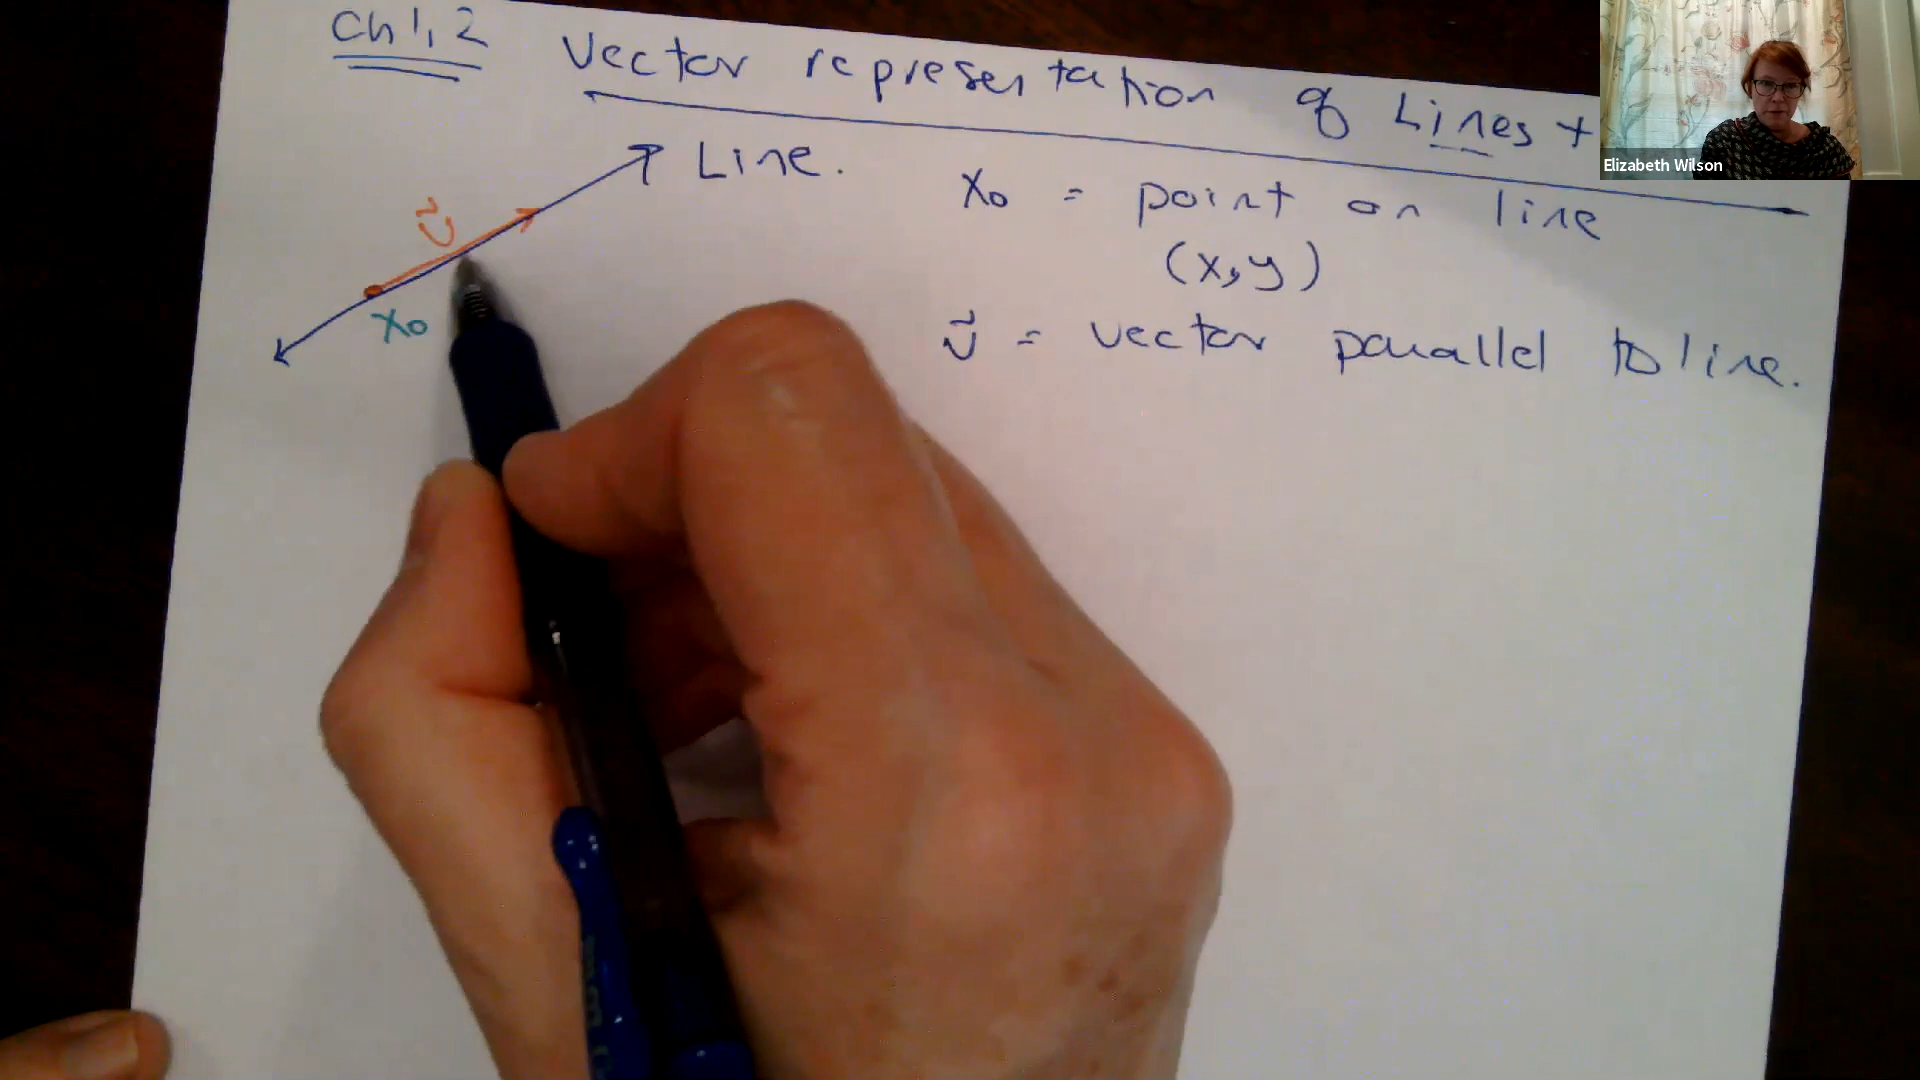 Ch 1,2 Vector representation of Lines +
Line.
x₀ = point on line
(x,y)
v⃗
x₀
v⃗ = vector parallel to line.
Elizabeth Wilson